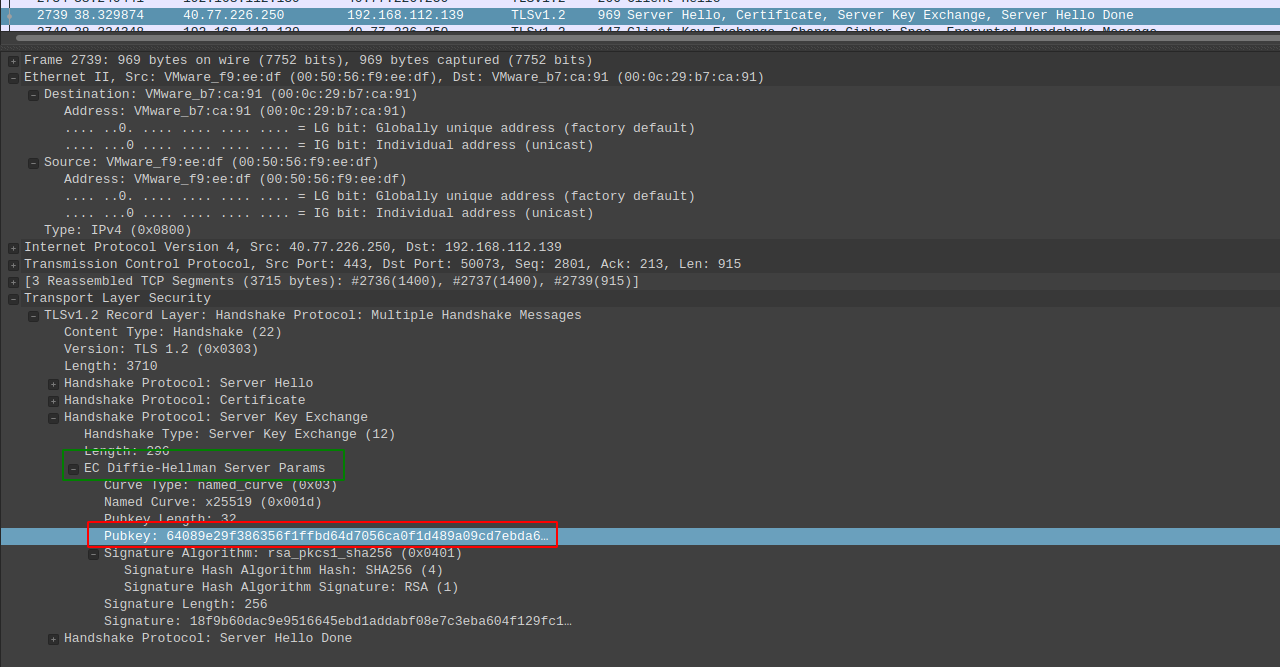 2739 38.329874 40.77.226.250 192.168.112.139 TLSv1.2 969 Server Hello, Certificate, Server Key Exchange, Server Hello Done
Frame 2739: 969 bytes on wire (7752 bits), 969 bytes captured (7752 bits)
Ethernet II, Src: VMware_f9:ee:df (00:50:56:f9:ee:df), Dst: VMware_b7:ca:91 (00:0c:29:b7:ca:91)
Destination: VMware_b7:ca:91 (00:0c:29:b7:ca:91)
Address: VMware_b7:ca:91 (00:0c:29:b7:ca:91)
.... ..0. .... .... .... .... = LG bit: Globally unique address (factory default)
.... ...0 .... .... .... .... = IG bit: Individual address (unicast)
Source: VMware_f9:ee:df (00:50:56:f9:ee:df)
Address: VMware_f9:ee:df (00:50:56:f9:ee:df)
.... ..0. .... .... .... .... = LG bit: Globally unique address (factory default)
.... ...0 .... .... .... .... = IG bit: Individual address (unicast)
Type: IPv4 (0x0800)
Internet Protocol Version 4, Src: 40.77.226.250, Dst: 192.168.112.139
Transmission Control Protocol, Src Port: 443, Dst Port: 50073, Seq: 2801, Ack: 213, Len: 915
[3 Reassembled TCP Segments (3715 bytes): #2736(1400), #2737(1400), #2739(915)]
Transport Layer Security
TLSv1.2 Record Layer: Handshake Protocol: Multiple Handshake Messages
Content Type: Handshake (22)
Version: TLS 1.2 (0x0303)
Length: 3710
Handshake Protocol: Server Hello
Handshake Protocol: Certificate
Handshake Protocol: Server Key Exchange
Handshake Type: Server Key Exchange (12)
Length: 296
EC Diffie-Hellman Server Params
Curve Type: named_curve (0x03)
Named Curve: x25519 (0x001d)
Pubkey Length: 32
Pubkey: 64089e29f386356f1ffbd64d7056ca0f1d489a09cd7ebda6…
Signature Algorithm: rsa_pkcs1_sha256 (0x0401)
Signature Hash Algorithm Hash: SHA256 (4)
Signature Hash Algorithm Signature: RSA (1)
Signature Length: 256
Signature: 18f9b60dac9e9516645ebd1addabf08e7c3eba604f129fc1…
Handshake Protocol: Server Hello Done